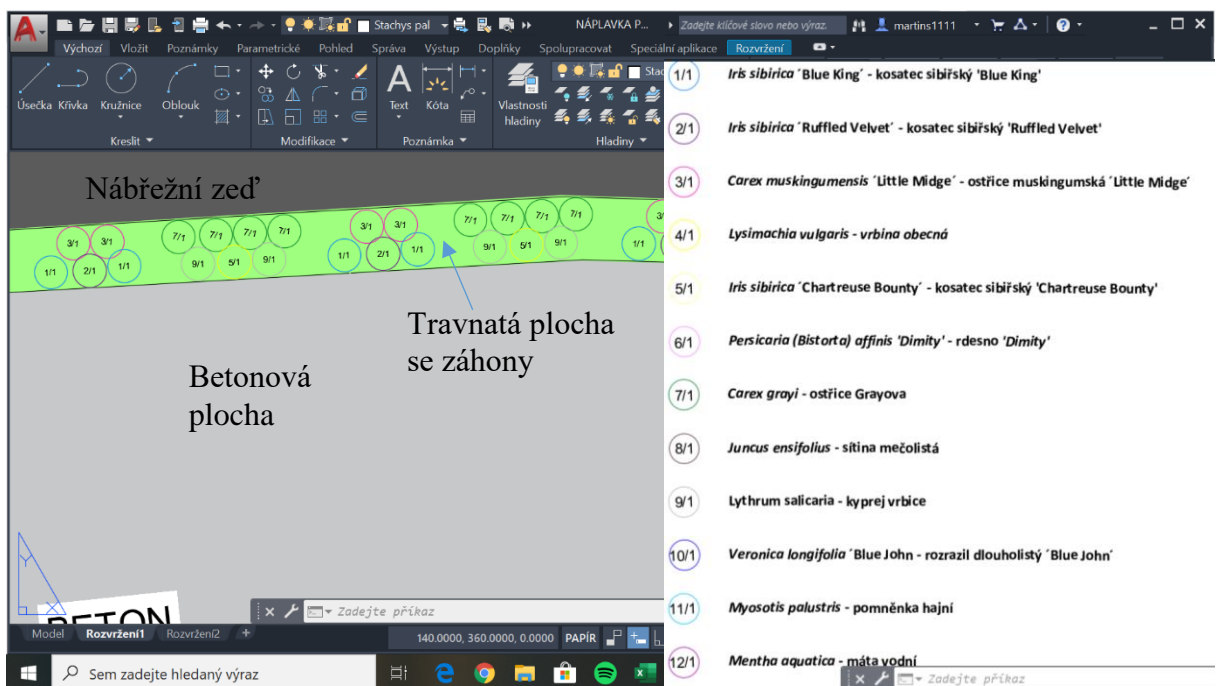 Stachys pal
NÁPLAVKA P...
Zadejte klíčové slovo nebo výraz.
martins1111
Výchozí Vložit Poznámky Parametrické Pohled Správa Výstup Doplňky Spolupracovat Speciální aplikace Rozvržení
Úsečka Křivka Kružnice Oblouk
Text Kóta
Vlastnosti
hladiny
Kreslit Modifikace Poznámka Hladiny
Nábřežní zeď
3/1 3/1 7/1 7/1 7/1 7/1 3/1 3/1 7/1 7/1 7/1 7/1
1/1 2/1 1/1 9/1 5/1 9/1 1/1 2/1 1/1 9/1 5/1 9/1 1/1
Travnatá plocha
se záhony
Betonová
plocha
BETON
Zadejte příkaz
Model Rozvržení1 Rozvržení2 +
140.0000, 360.0000, 0.0000 PAPÍR
Sem zadejte hledaný výraz
1/1 Iris sibirica ´Blue King´ - kosatec sibiřský 'Blue King'
2/1 Iris sibirica ´Ruffled Velvet´ - kosatec sibiřský 'Ruffled Velvet'
3/1 Carex muskingumensis ´Little Midge´ - ostřice muskingumská ´Little Midge´
4/1 Lysimachia vulgaris - vrbina obecná
5/1 Iris sibirica ´Chartreuse Bounty´ - kosatec sibiřský 'Chartreuse Bounty'
6/1 Persicaria (Bistorta) affinis 'Dimity' - rdesno 'Dimity'
7/1 Carex grayi - ostřice Grayova
8/1 Juncus ensifolius - sítina mečolistá
9/1 Lythrum salicaria - kyprej vrbice
10/1 Veronica longifolia ´Blue John - rozrazil dlouholistý ´Blue John´
11/1 Myosotis palustris - pomněnka hajní
12/1 Mentha aquatica - máta vodní
Zadejte příkaz